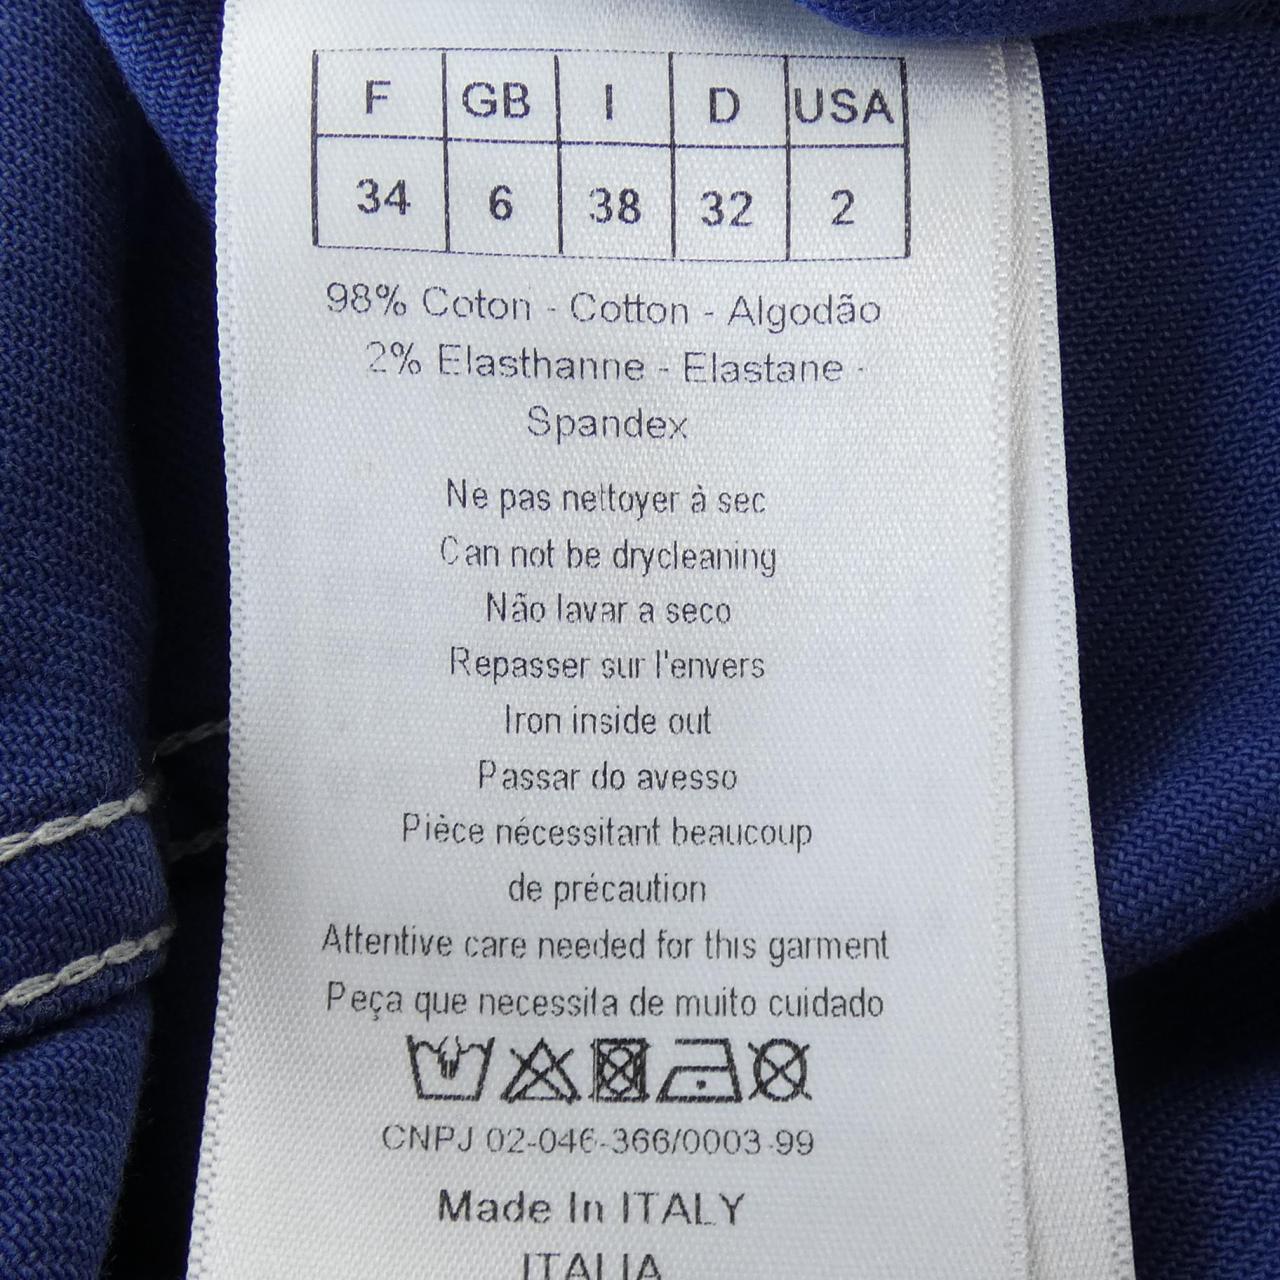 F GB I D USA
34 6 38 32 2
98% Coton - Cotton - Algodão
2% Elasthanne - Elastane -
Spandex
Ne pas nettoyer à sec
Can not be drycleaning
Não lavar a seco
Repasser sur l'envers
Iron inside out
Passar do avesso
Pièce nécessitant beaucoup
de précaution
Attentive care needed for this garment
Peça que necessita de muito cuidado
CNPJ 02-046-366/0003-99
Made In ITALY
ITALIA